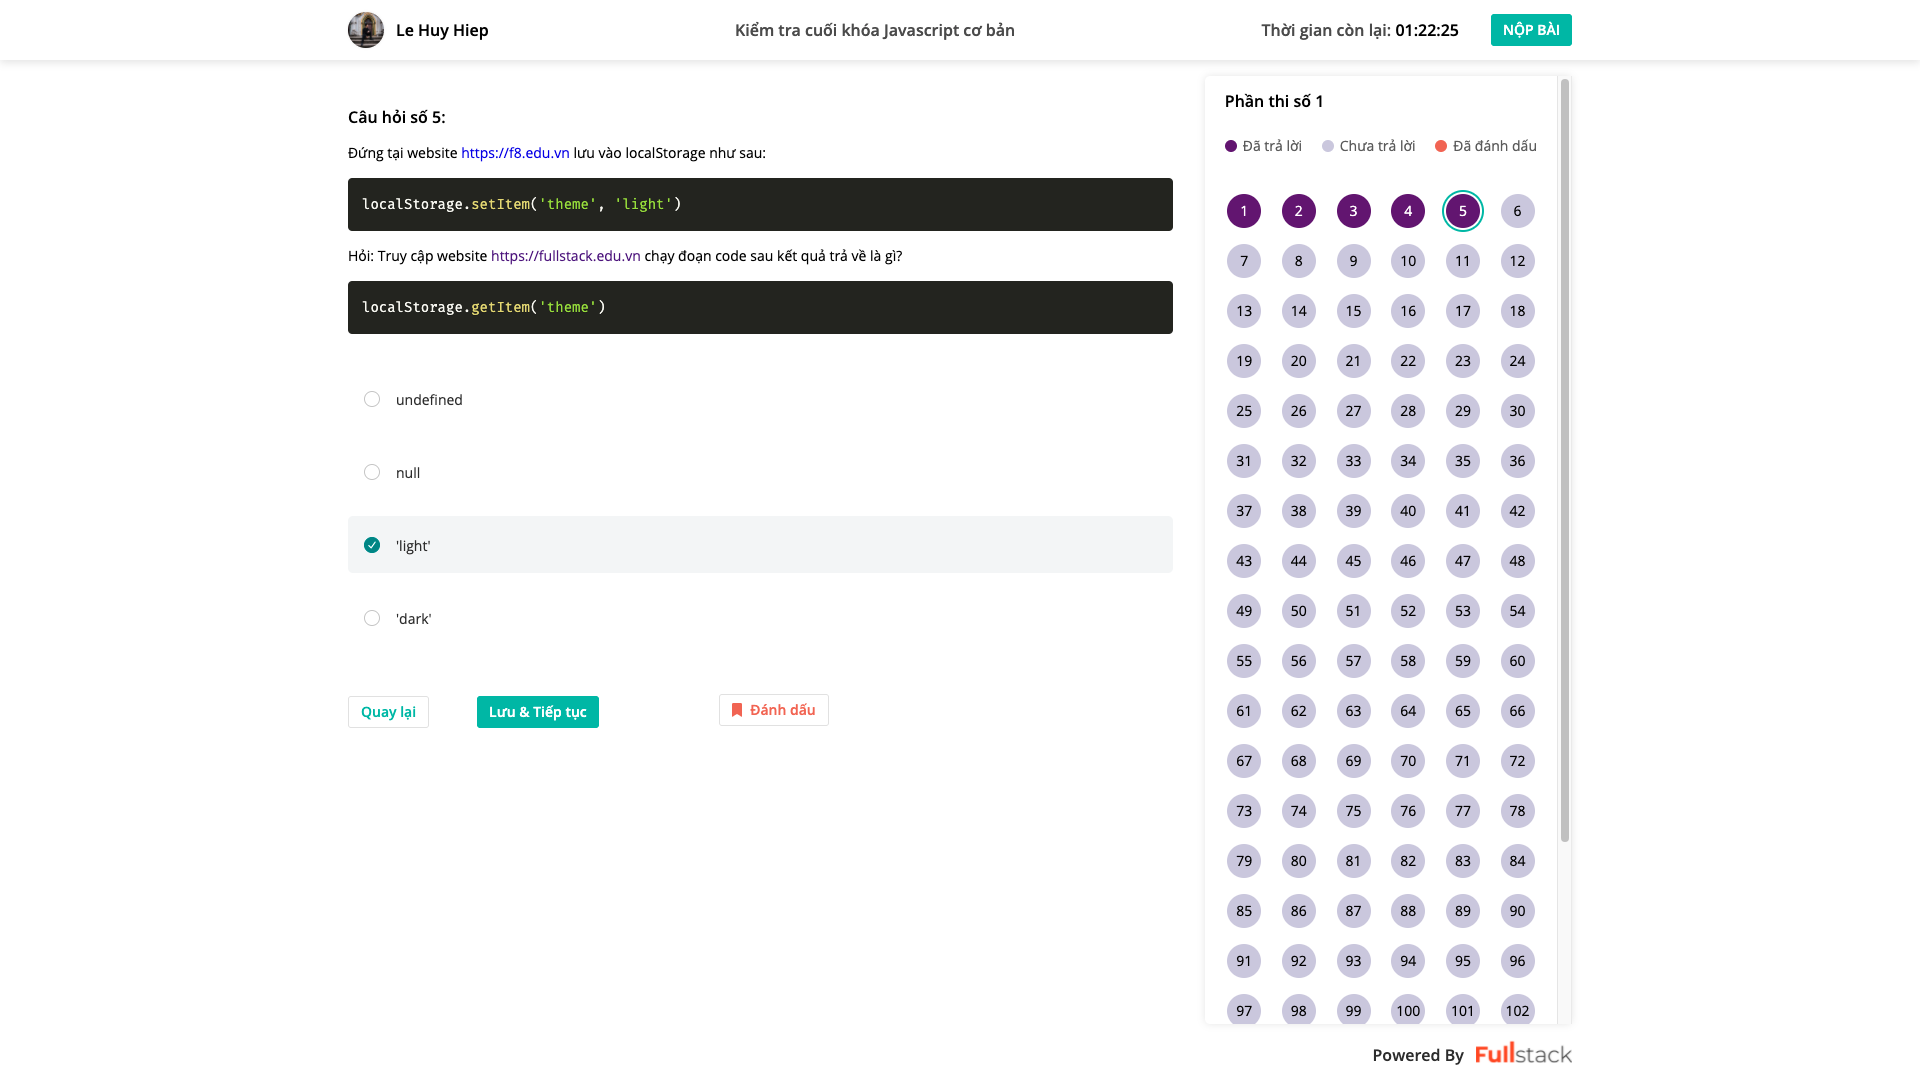 Le Huy Hiep
Kiểm tra cuối khóa Javascript cơ bản
Thời gian còn lại: 01:22:25
NỘP BÀI
Câu hỏi số 5:
Đứng tại website https://f8.edu.vn lưu vào localStorage như sau:
localStorage.setItem('theme', 'light')
Hỏi: Truy cập website https://fullstack.edu.vn chạy đoạn code sau kết quả trả về là gì?
localStorage.getItem('theme')
undefined
null
'light'
'dark'
Quay lại
Lưu & Tiếp tục
Đánh dấu
Phần thi số 1
Đã trả lời Chưa trả lời Đã đánh dấu
1 2 3 4 5 6
7 8 9 10 11 12
13 14 15 16 17 18
19 20 21 22 23 24
25 26 27 28 29 30
31 32 33 34 35 36
37 38 39 40 41 42
43 44 45 46 47 48
49 50 51 52 53 54
55 56 57 58 59 60
61 62 63 64 65 66
67 68 69 70 71 72
73 74 75 76 77 78
79 80 81 82 83 84
85 86 87 88 89 90
91 92 93 94 95 96
97 98 99 100 101 102
Powered By Fullstack